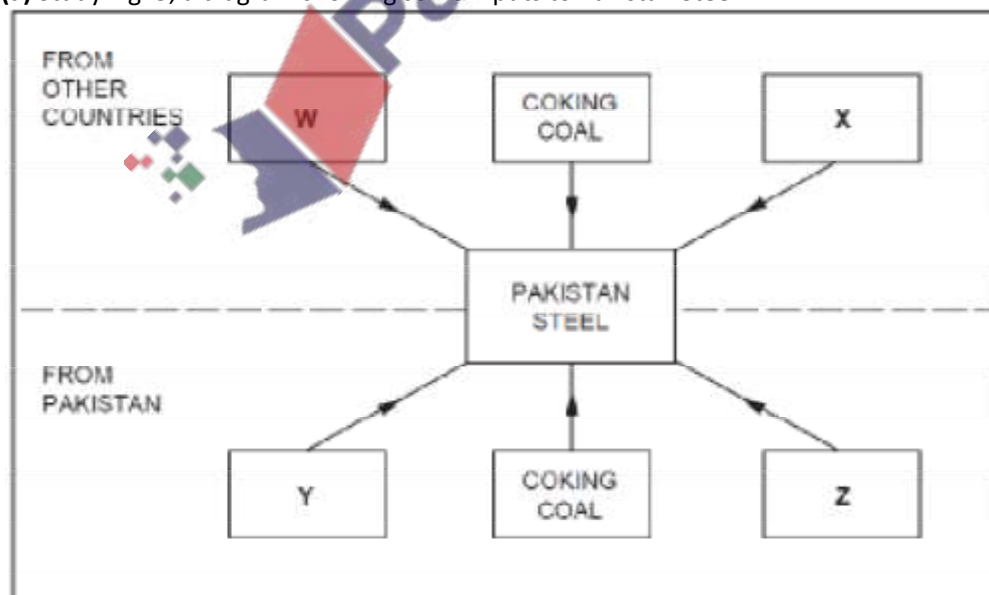 FROM
OTHER
COUNTRIES
W
COKING
COAL
X
PAKISTAN
STEEL
FROM
PAKISTAN
Y
COKING
COAL
Z